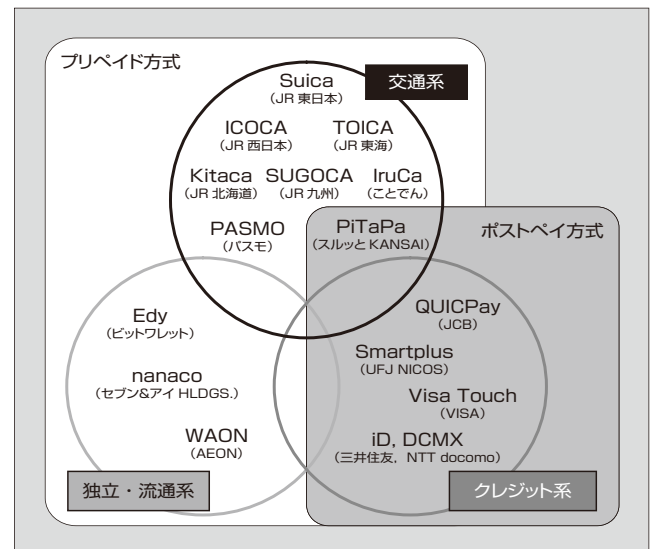 プリペイド方式
交通系
Suica
（JR 東日本）
ICOCA TOICA
（JR 西日本） （JR 東海）
Kitaca SUGOCA IruCa
（JR 北海道） （JR 九州） （ことでん）
PASMO
（パスモ）
PiTaPa
（スルッと KANSAI）
ポストペイ方式
Edy
（ビットワレット）
nanaco
（セブン&アイ HLDGS.）
WAON
（AEON）
独立・流通系
QUICPay
（JCB）
Smartplus
（UFJ NICOS）
Visa Touch
（VISA）
iD, DCMX
（三井住友，NTT docomo）
クレジット系